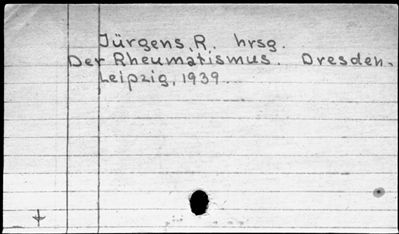 Jürgens, R. hrsg.
Der Rheumatismus. Dresden.
Leipzig, 1939